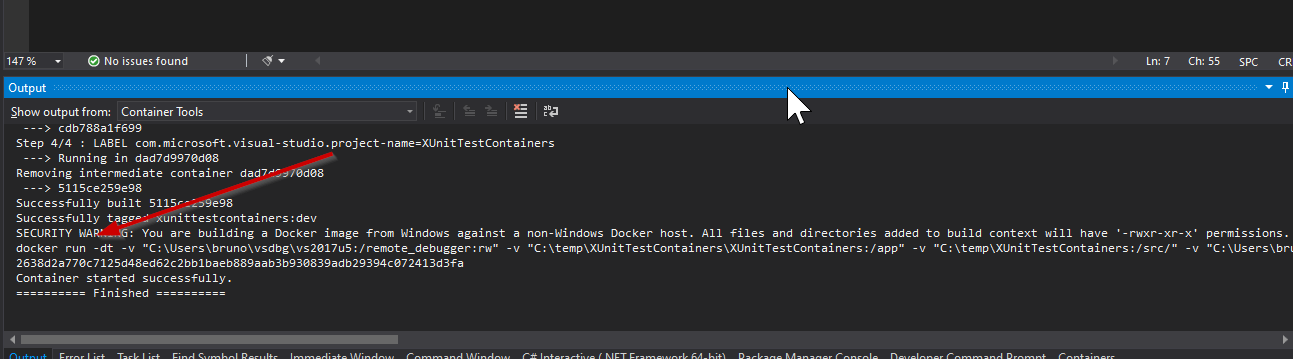 147 %
No issues found
Ln: 7
Ch: 55
SPC
CR
Output
Show output from:
Container Tools
---> cdb788a1f699
Step 4/4 : LABEL com.microsoft.visual-studio.project-name=XUnitTestContainers
---> Running in dad7d9970d08
Removing intermediate container dad7d9970d08
---> 5115ce259e98
Successfully built 5115ce259e98
Successfully tagged xunittestcontainers:dev
SECURITY WARNING: You are building a Docker image from Windows against a non-Windows Docker host. All files and directories added to build context will have '-rwxr-xr-x' permissions.
docker run -dt -v "C:\Users\bruno\vsdbg\vs2017u5:/remote_debugger:rw" -v "C:\temp\XUnitTestContainers\XUnitTestContainers:/app" -v "C:\temp\XUnitTestContainers:/src/" -v "C:\Users\bru
2638d2a770c7125d48ed62c2bb1baeb889aab3b930839adb29394c072413d3fa
Container started successfully.
========== Finished ==========
Output Error List Task List Find Symbol Results Immediate Window Command Window C# Interactive (.NET Framework 64-bit) Package Manager Console Developer Command Prompt Containers